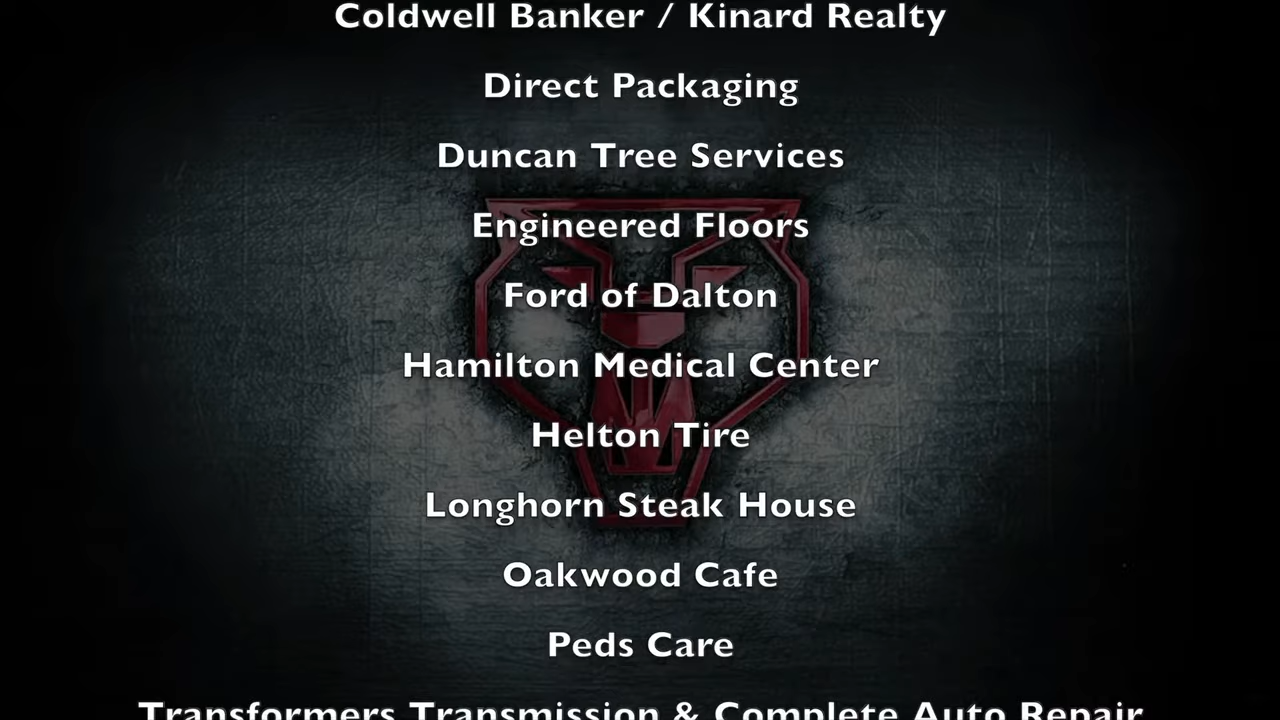 Coldwell Banker / Kinard Realty
Direct Packaging
Duncan Tree Services
Engineered Floors
Ford of Dalton
Hamilton Medical Center
Helton Tire
Longhorn Steak House
Oakwood Cafe
Peds Care
Transformers Transmission & Complete Auto Repair